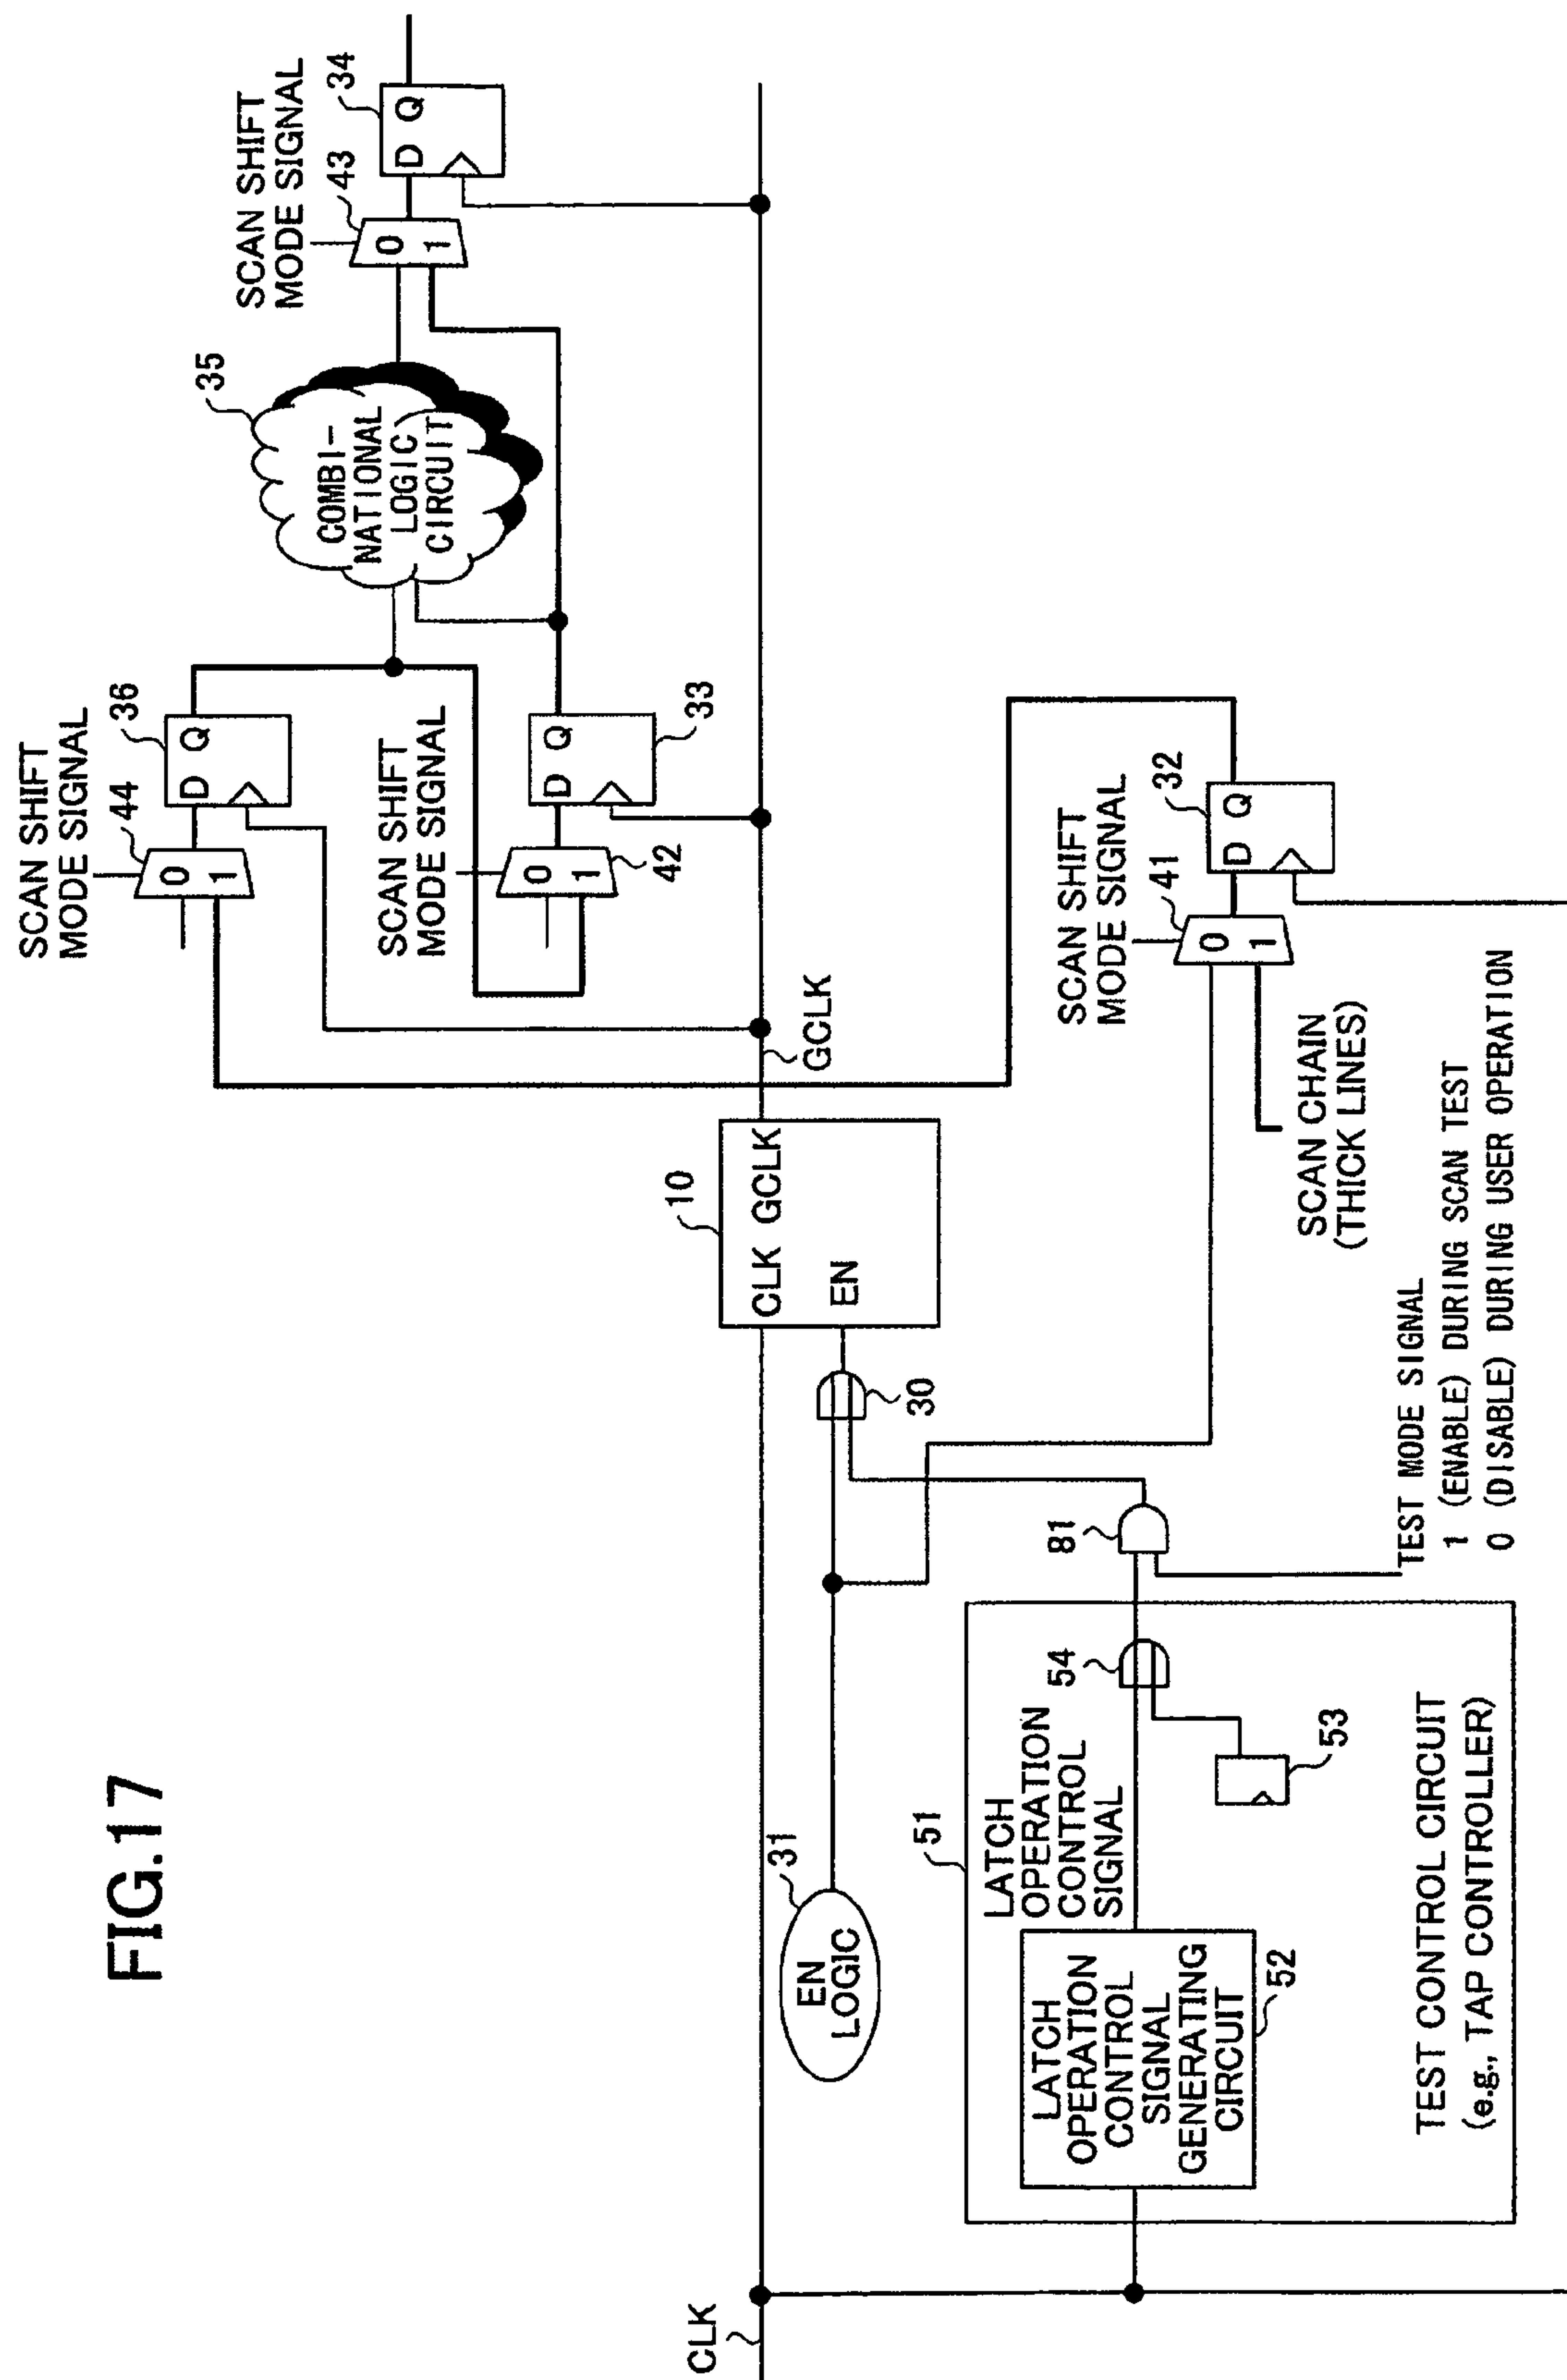 FIG.17
SCAN SHIFT
MODE SIGNAL
44
0
1
D Q
36
SCAN SHIFT
MODE SIGNAL
42
0
1
D Q
33
35
COMBI-
NATIONAL
LOGIC
CIRCUIT
SCAN SHIFT
MODE SIGNAL
43
0
1
D Q
34
CLK
10
CLK GCLK
EN
GCLK
31
EN
LOGIC
30
SCAN SHIFT
MODE SIGNAL
41
0
1
D Q
32
SCAN CHAIN
(THICK LINES)
51
LATCH
OPERATION
CONTROL
SIGNAL
LATCH
OPERATION
CONTROL
SIGNAL
GENERATING
CIRCUIT
52
54
53
81
TEST CONTROL CIRCUIT
(e.g., TAP CONTROLLER)
TEST MODE SIGNAL
1 (ENABLE) DURING SCAN TEST
0 (DISABLE) DURING USER OPERATION